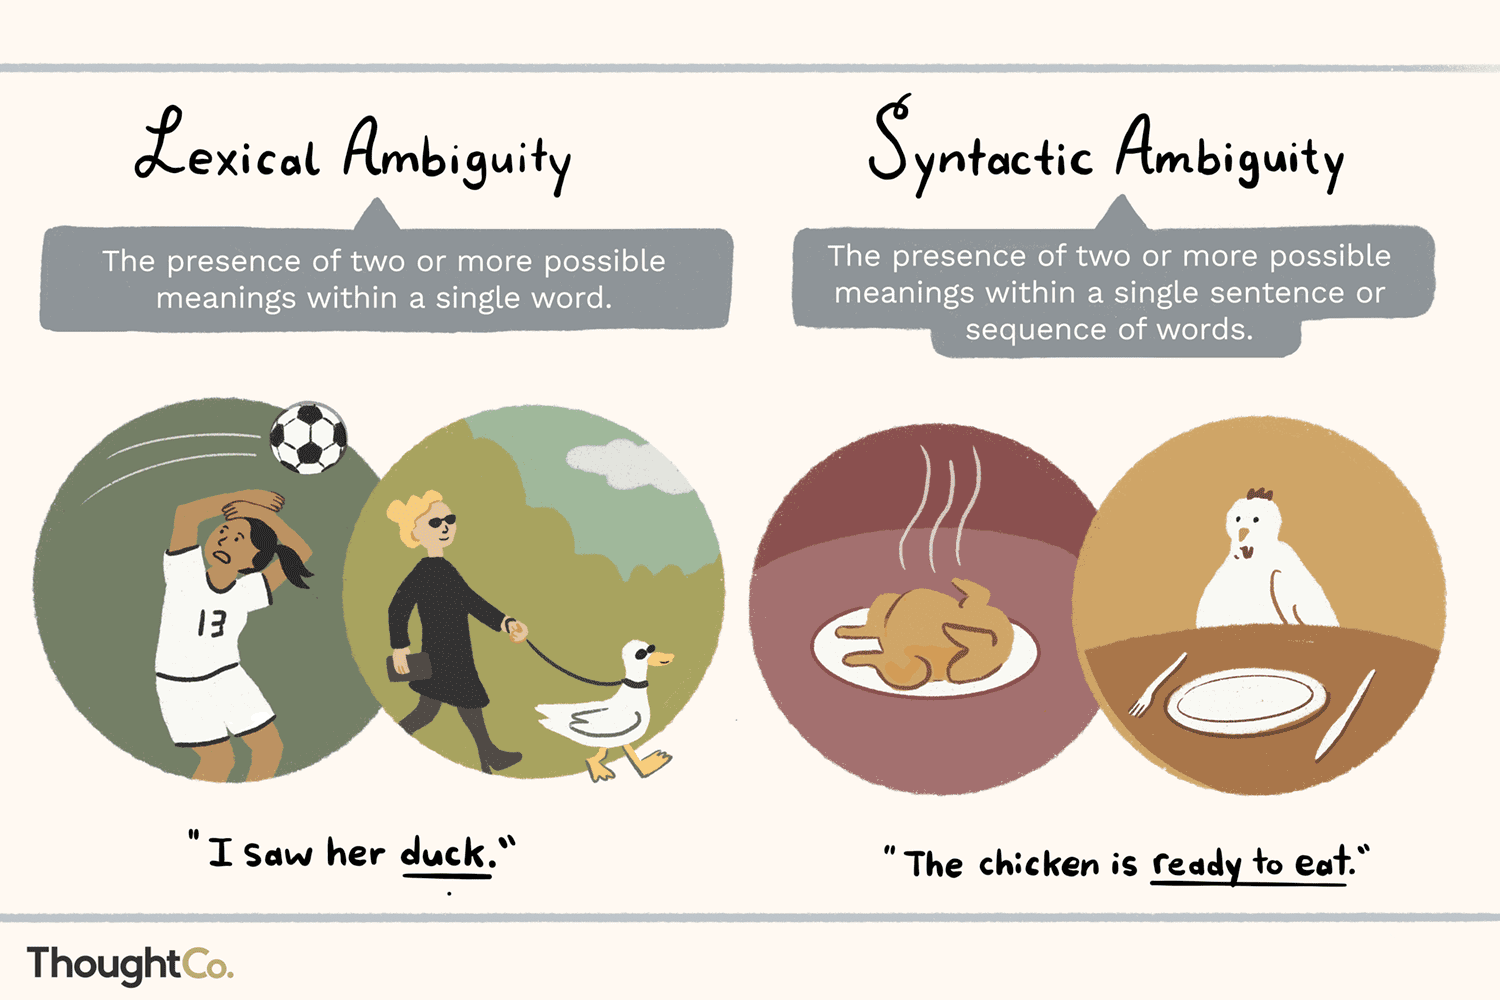 Lexical Ambiguity
The presence of two or more possible
meanings within a single word.
13
"I saw her duck."
Syntactic Ambiguity
The presence of two or more possible
meanings within a single sentence or
sequence of words.
"The chicken is ready to eat."
ThoughtCo.